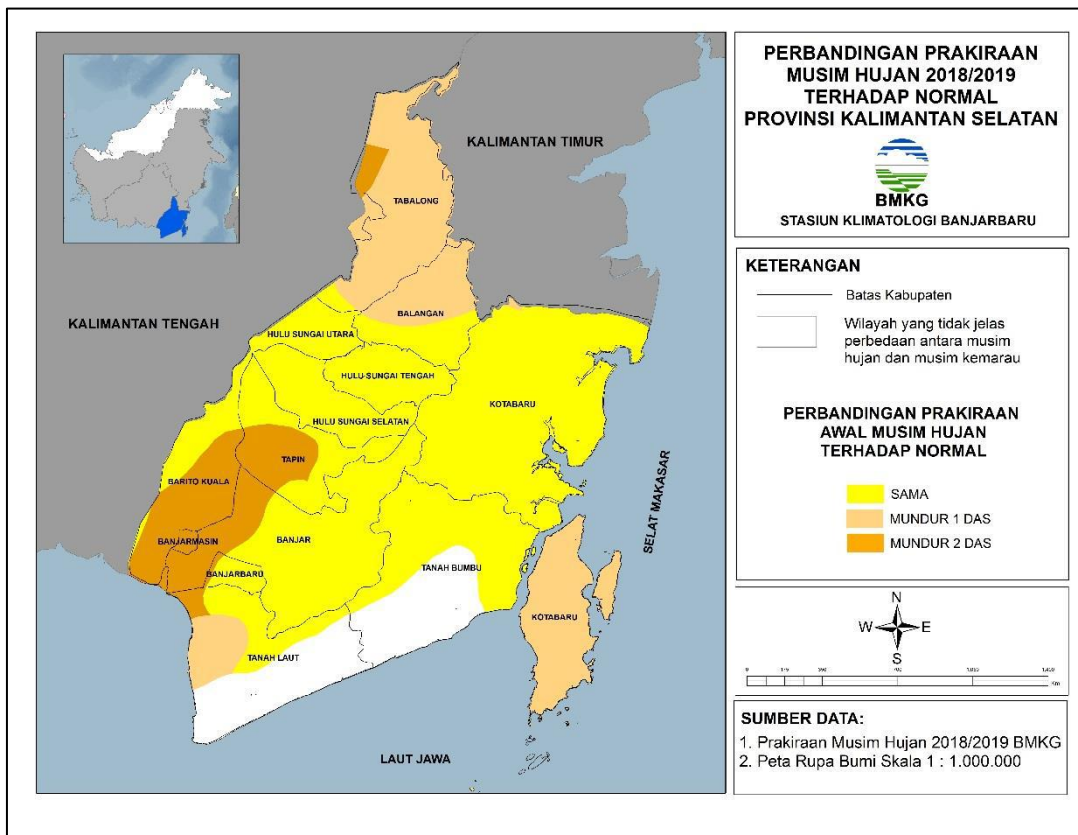 PERBANDINGAN PRAKIRAAN
MUSIM HUJAN 2018/2019
TERHADAP NORMAL
PROVINSI KALIMANTAN SELATAN
BMKG
STASIUN KLIMATOLOGI BANJARBARU
KETERANGAN
Batas Kabupaten
Wilayah yang tidak jelas
perbedaan antara musim
hujan dan musim kemarau
PERBANDINGAN PRAKIRAAN
AWAL MUSIM HUJAN
TERHADAP NORMAL
SAMA
MUNDUR 1 DAS
MUNDUR 2 DAS
N
W
E
S
Km
SUMBER DATA:
1. Prakiraan Musim Hujan 2018/2019 BMKG
2. Peta Rupa Bumi Skala 1 : 1.000.000
KALIMANTAN TIMUR
TABALONG
KALIMANTAN TENGAH
BALANGAN
HULU SUNGAI UTARA
HULU SUNGAI TENGAH
KOTABARU
HULU SUNGAI SELATAN
TAPIN
BARITO KUALA
SELAT MAKASAR
BANJARMASIN
BANJAR
BANJARBARU
TANAH BUMBU
KOTABARU
TANAH LAUT
LAUT JAWA